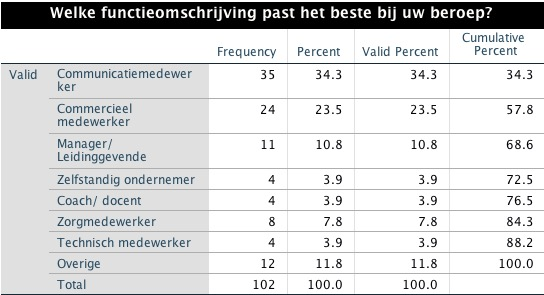 Welke functieomschrijving past het beste bij uw beroep?
Frequency Percent Valid Percent Cumulative
Percent
Valid Communicatiemedewer
ker 35 34.3 34.3 34.3
Commercieel
medewerker 24 23.5 23.5 57.8
Manager/
Leidinggevende 11 10.8 10.8 68.6
Zelfstandig ondernemer 4 3.9 3.9 72.5
Coach/ docent 4 3.9 3.9 76.5
Zorgmedewerker 8 7.8 7.8 84.3
Technisch medewerker 4 3.9 3.9 88.2
Overige 12 11.8 11.8 100.0
Total 102 100.0 100.0